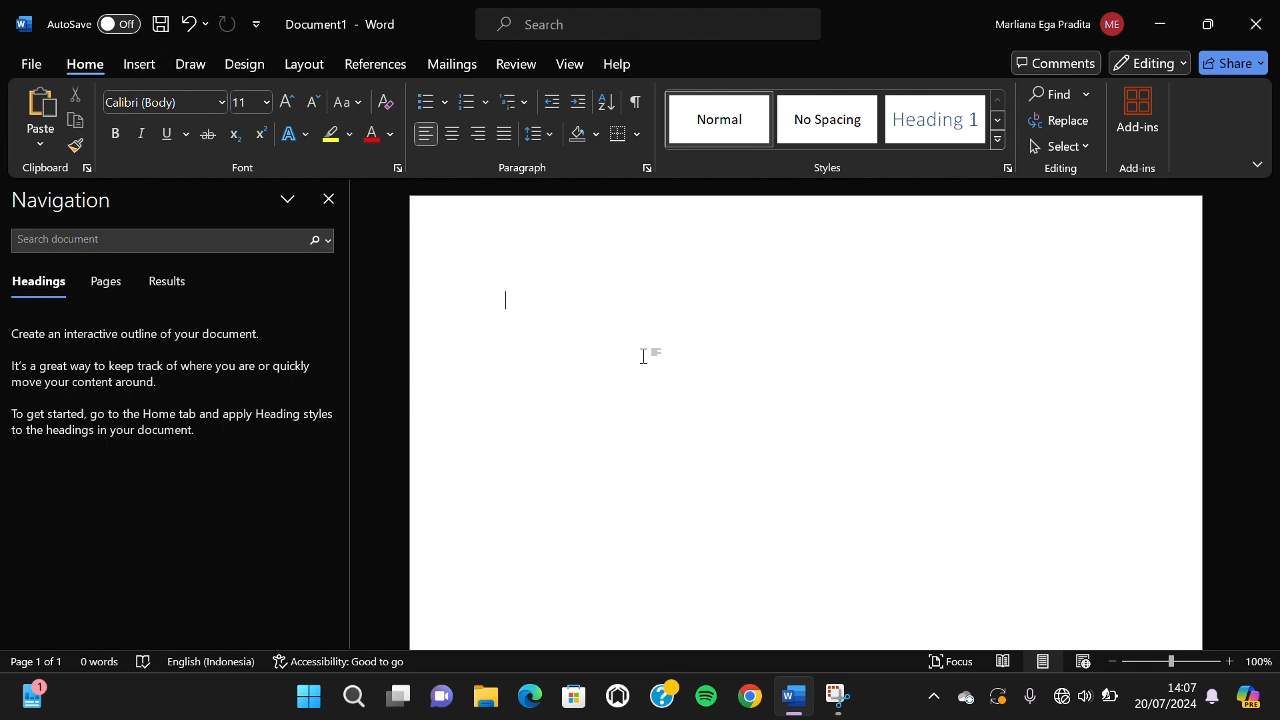 AutoSave Off Document1 - Word Search Marliana Ega Pradita ME
File Home Insert Draw Design Layout References Mailings Review View Help Comments Editing Share
Paste Calibri (Body) 11 Aa Normal No Spacing Heading 1 Find Replace Select Add-ins
Clipboard Font Paragraph Styles Editing Add-ins
Navigation
Search document
Headings Pages Results
Create an interactive outline of your document.
It's a great way to keep track of where you are or quickly
move your content around.
To get started, go to the Home tab and apply Heading styles
to the headings in your document.
Page 1 of 1 0 words English (Indonesia) Accessibility: Good to go Focus 100%
1 14:07
20/07/2024 PRE